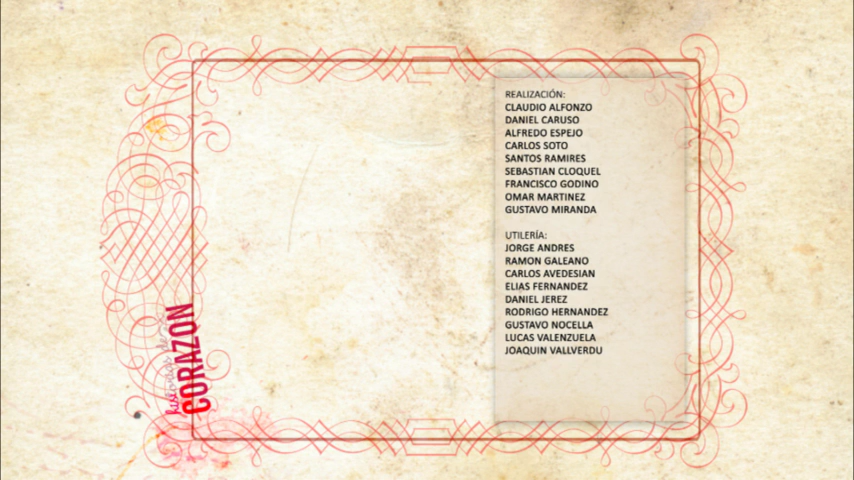 REALIZACIÓN:
CLAUDIO ALFONZO
DANIEL CARUSO
ALFREDO ESPEJO
CARLOS SOTO
SANTOS RAMIRES
SEBASTIAN CLOQUEL
FRANCISCO GODINO
OMAR MARTINEZ
GUSTAVO MIRANDA
UTILERÍA:
JORGE ANDRES
RAMON GALEANO
CARLOS AVEDESIAN
ELIAS FERNANDEZ
DANIEL JEREZ
RODRIGO HERNANDEZ
GUSTAVO NOCELLA
LUCAS VALENZUELA
JOAQUIN VALLVERDU
historias de
CORAZON